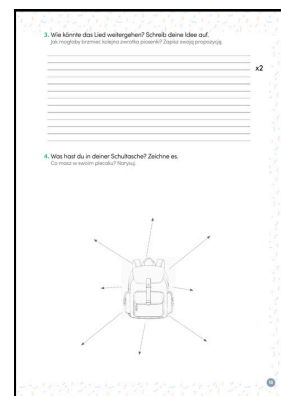 3. Wie könnte das Lied weitergehen? Schreib deine Idee auf.
Jak mogłaby brzmieć kolejna zwrotka piosenki? Zapisz swoją propozycję.
x2
4. Was hast du in deiner Schultasche? Zeichne es.
Co masz w swoim plecaku? Narysuj.